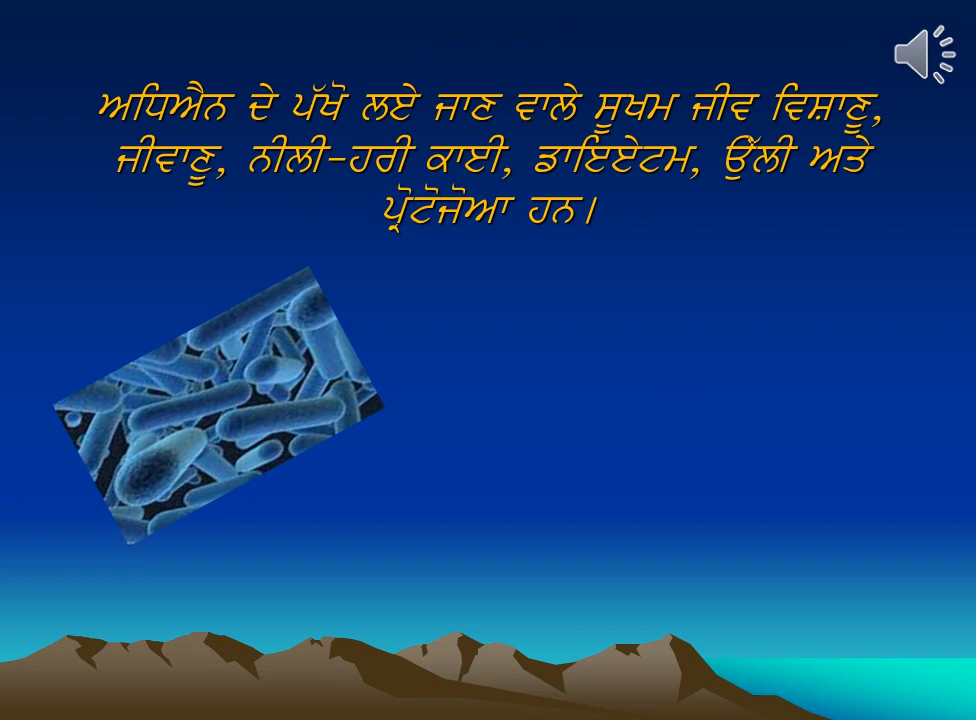 ਅਧਿਐਨ ਦੇ ਪੱਖੋ ਲਏ ਜਾਣ ਵਾਲੇ ਸੂਖਮ ਜੀਵ ਵਿਸ਼ਾਣੂ,
ਜੀਵਾਣੂ, ਨੀਲੀ-ਹਰੀ ਕਾਈ, ਡਾਇਏਟਮ, ਉੱਲੀ ਅਤੇ
ਪ੍ਰੋਟੋਜੋਆ ਹਨ।